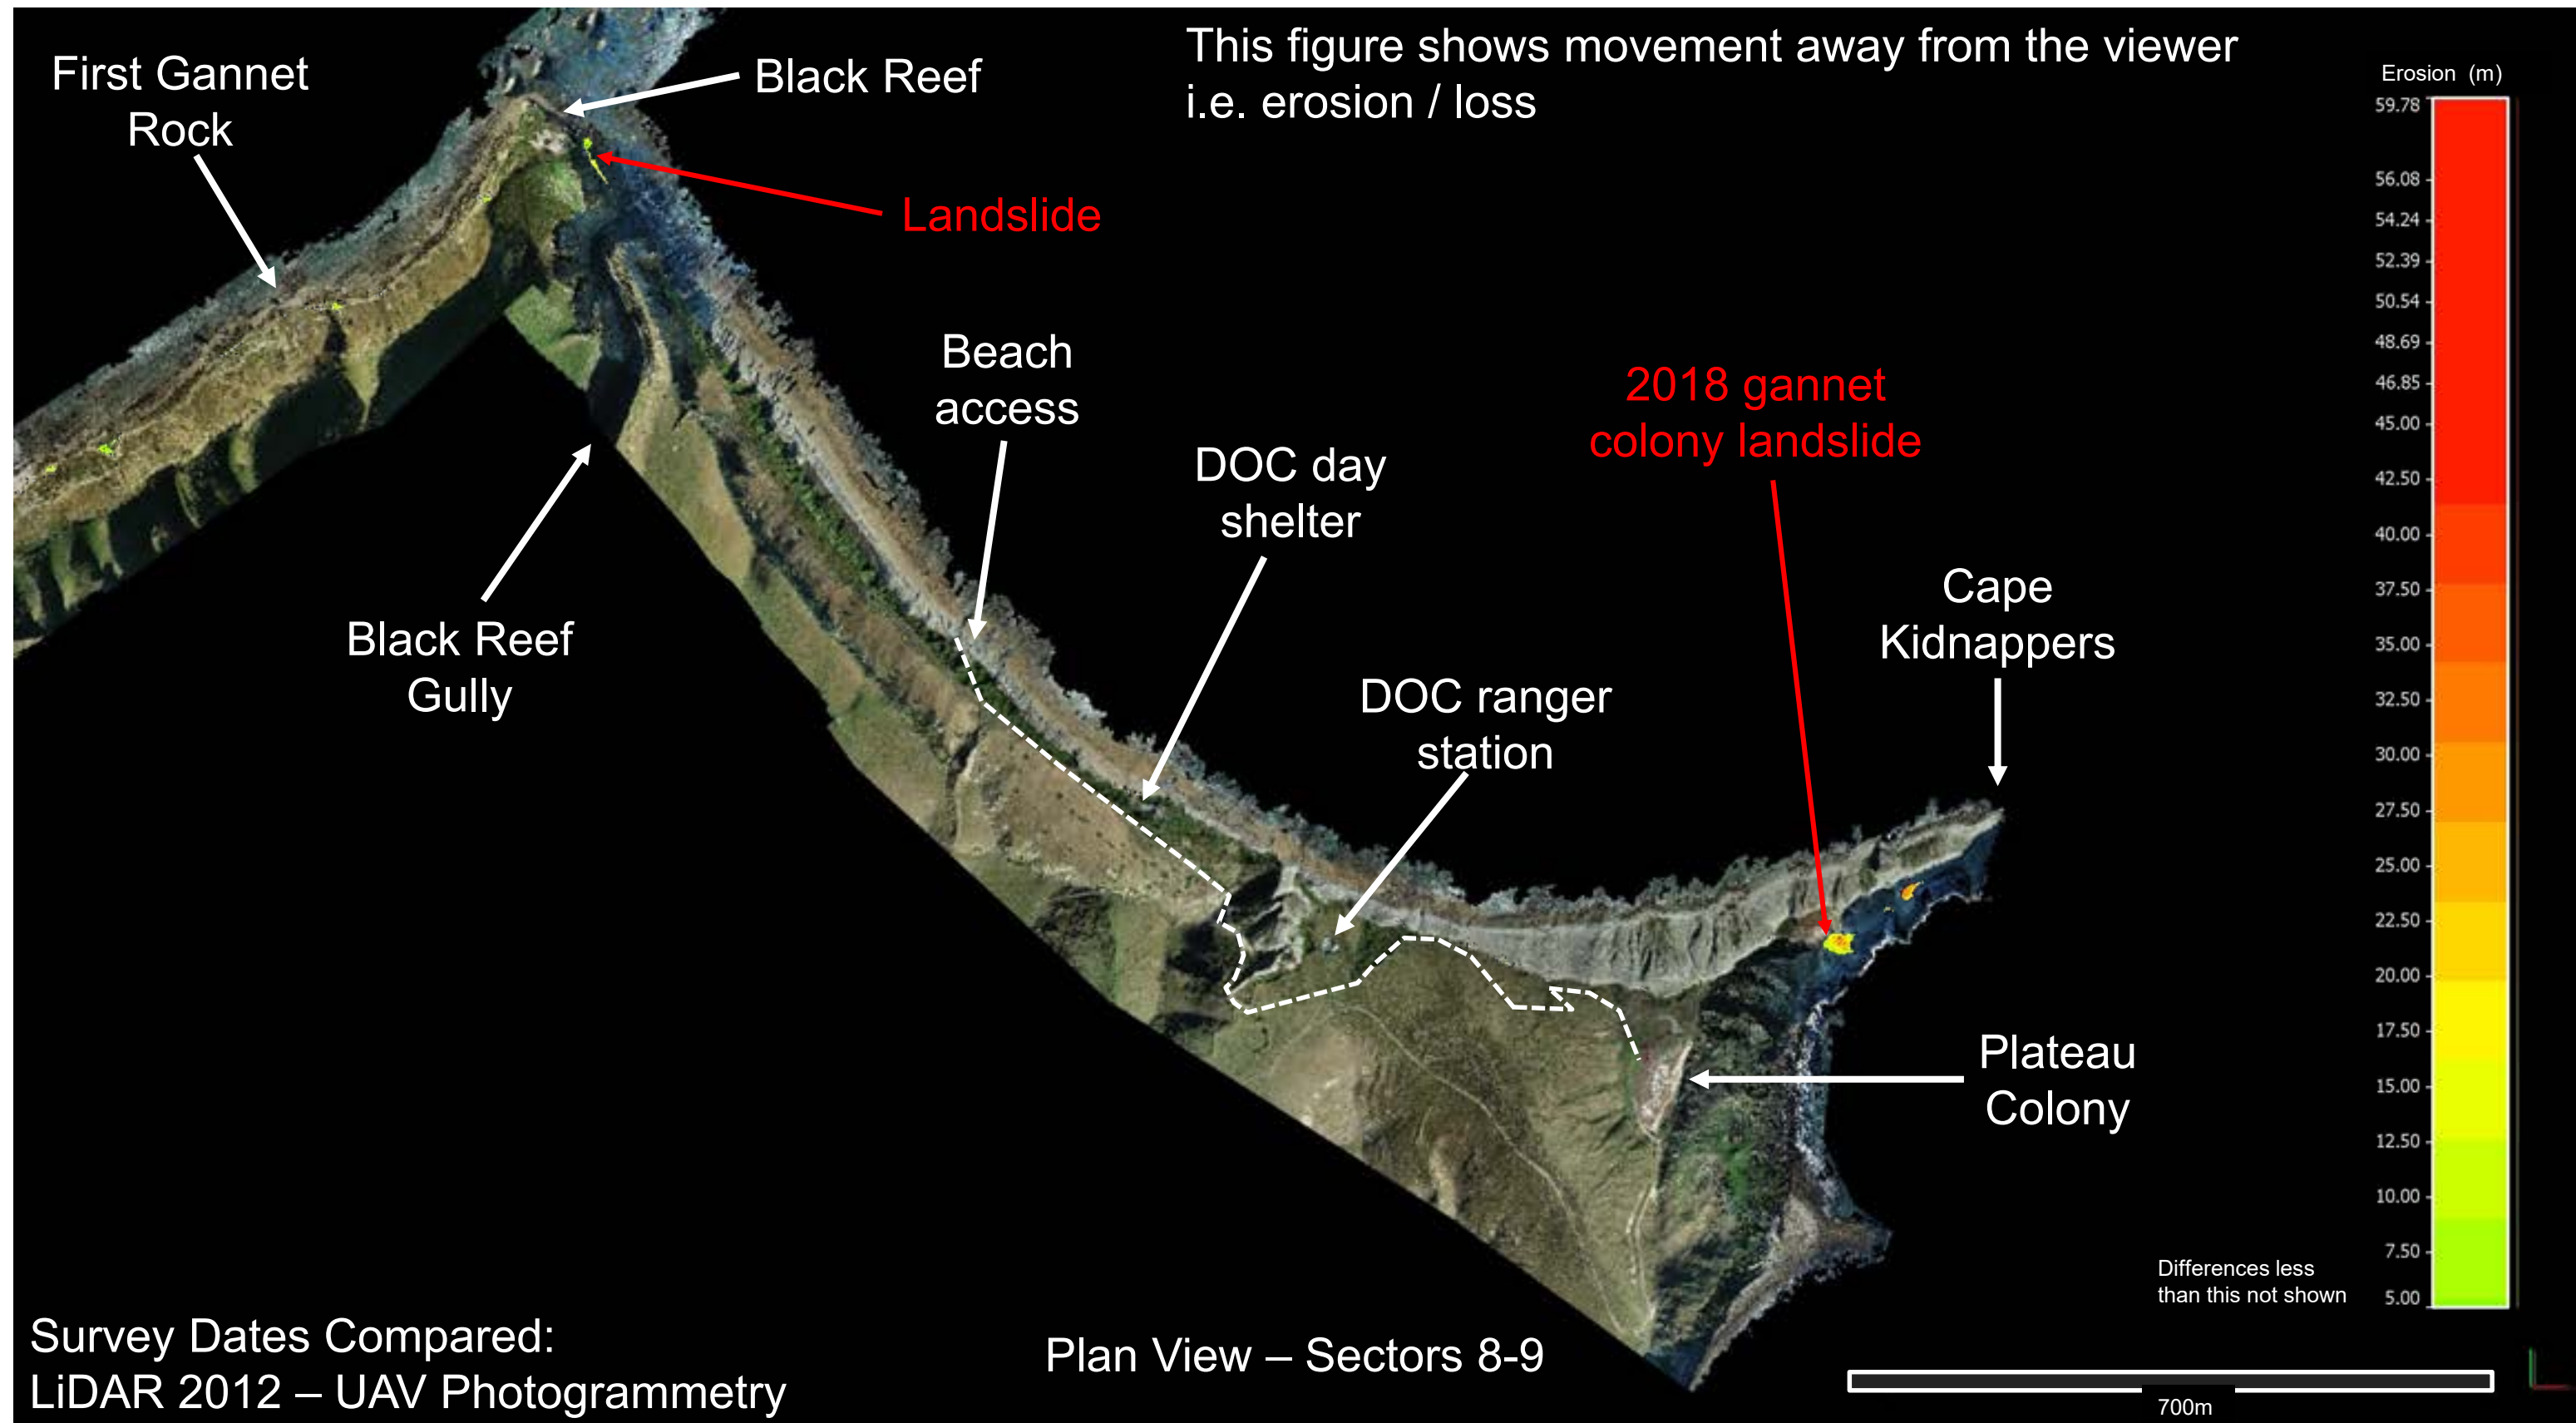 This figure shows movement away from the viewer
i.e. erosion / loss
First Gannet
Rock
Black Reef
Landslide
Beach
access
DOC day
shelter
2018 gannet
colony landslide
Cape
Kidnappers
Black Reef
Gully
DOC ranger
station
Plateau
Colony
Erosion (m)
59.78
56.08
54.24
52.39
50.54
48.69
46.85
45.00
42.50
40.00
37.50
35.00
32.50
30.00
27.50
25.00
22.50
20.00
17.50
15.00
12.50
10.00
7.50
5.00
Differences less
than this not shown
Survey Dates Compared:
LiDAR 2012 – UAV Photogrammetry
Plan View – Sectors 8-9
700m